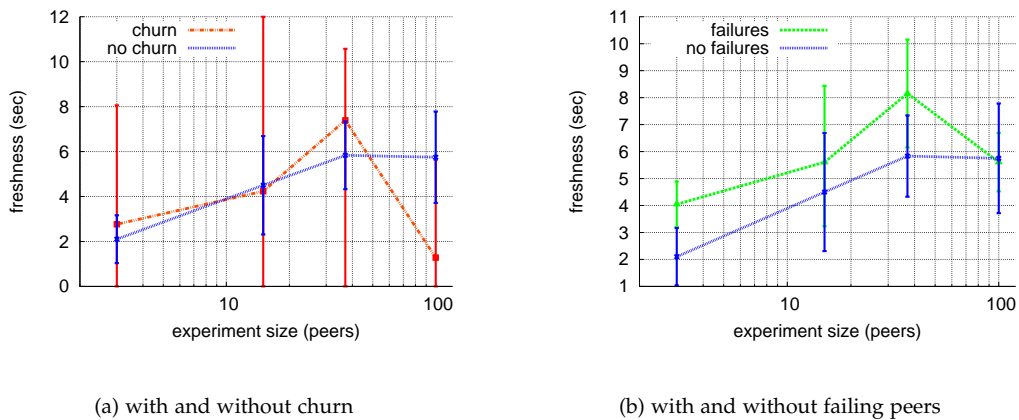 12
10
8
6
4
2
0
freshness (sec)
churn
no churn
10
100
experiment size (peers)
(a) with and without churn
11
10
9
8
7
6
5
4
3
2
1
freshness (sec)
failures
no failures
10
100
experiment size (peers)
(b) with and without failing peers